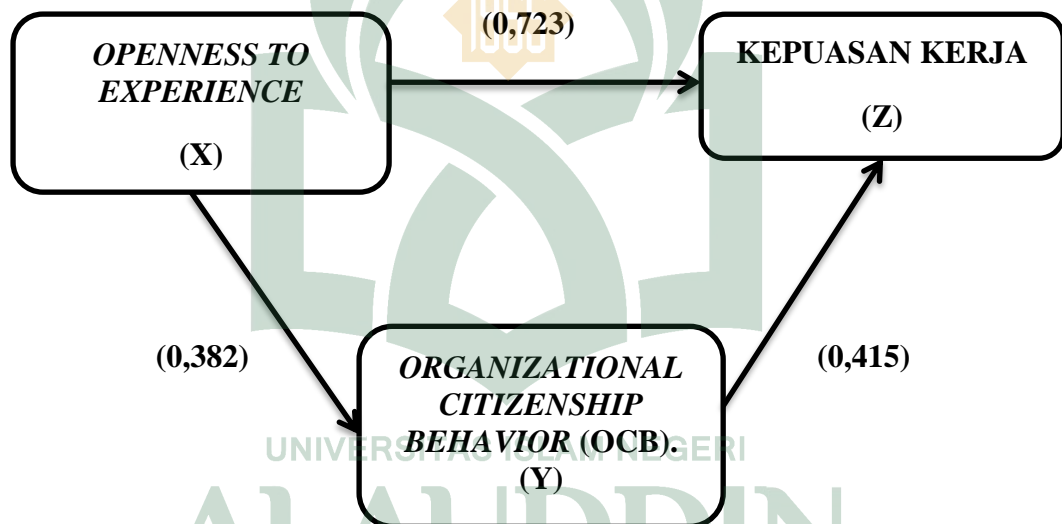 (0,723)
OPENNESS TO
EXPERIENCE
(X)
KEPUASAN KERJA
(Z)
(0,382)
(0,415)
ORGANIZATIONAL
CITIZENSHIP
BEHAVIOR (OCB).
(Y)
UNIVERSITAS ISLAM NEGERI
ALAUDDIN